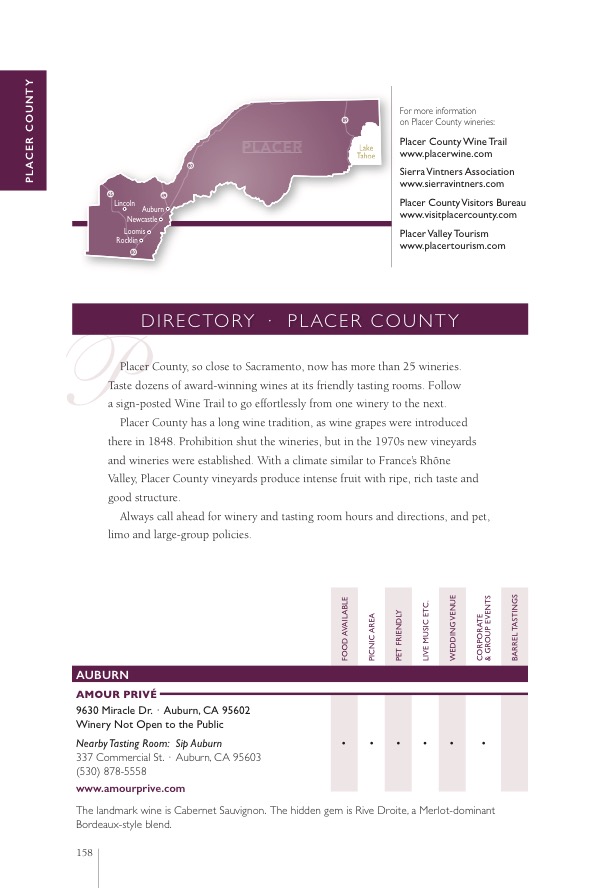 PLACER COUNTY
PLACER
Lake
Tahoe
Lincoln
Auburn
Newcastle
Loomis
Rocklin
For more information
on Placer County wineries:
Placer County Wine Trail
www.placerwine.com
Sierra Vintners Association
www.sierravintners.com
Placer County Visitors Bureau
www.visitplacercounty.com
Placer Valley Tourism
www.placertourism.com
DIRECTORY · PLACER COUNTY
P
Placer County, so close to Sacramento, now has more than 25 wineries.
Taste dozens of award-winning wines at its friendly tasting rooms. Follow
a sign-posted Wine Trail to go effortlessly from one winery to the next.
Placer County has a long wine tradition, as wine grapes were introduced
there in 1848. Prohibition shut the wineries, but in the 1970s new vineyards
and wineries were established. With a climate similar to France's Rhône
Valley, Placer County vineyards produce intense fruit with ripe, rich taste and
good structure.
Always call ahead for winery and tasting room hours and directions, and pet,
limo and large-group policies.
FOOD AVAILABLE
PICNIC AREA
PET FRIENDLY
LIVE MUSIC ETC.
WEDDING VENUE
CORPORATE
& GROUP EVENTS
BARREL TASTINGS
AUBURN
AMOUR PRIVÉ
9630 Miracle Dr. · Auburn, CA 95602
Winery Not Open to the Public
Nearby Tasting Room: Sip Auburn
• • • • • •
337 Commercial St. · Auburn, CA 95603
(530) 878-5558
www.amourprive.com
The landmark wine is Cabernet Sauvignon. The hidden gem is Rive Droite, a Merlot-dominant
Bordeaux-style blend.
158